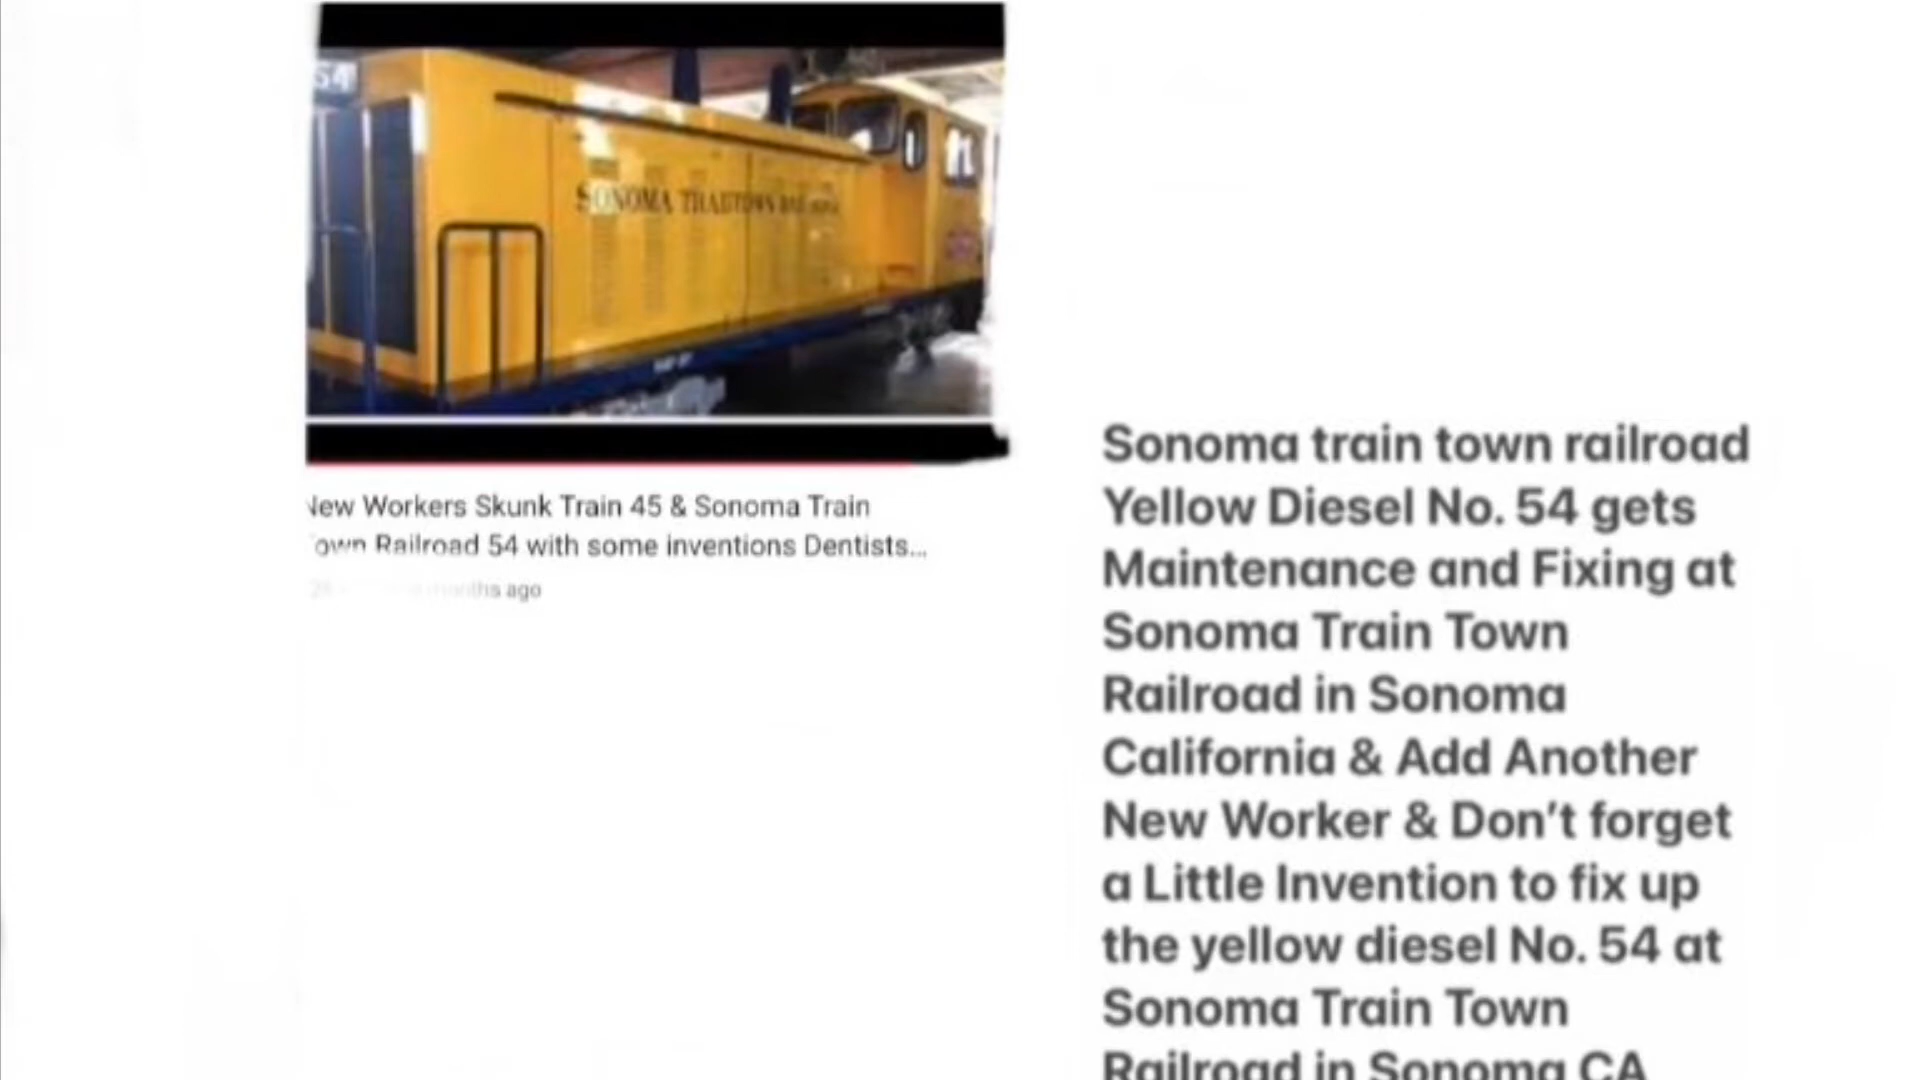 54
SONOMA TRAINTOWN
New Workers Skunk Train 45 & Sonoma Train
Town Railroad 54 with some inventions Dentists...
months ago
Sonoma train town railroad
Yellow Diesel No. 54 gets
Maintenance and Fixing at
Sonoma Train Town
Railroad in Sonoma
California & Add Another
New Worker & Don't forget
a Little Invention to fix up
the yellow diesel No. 54 at
Sonoma Train Town
Railroad in Sonoma CA